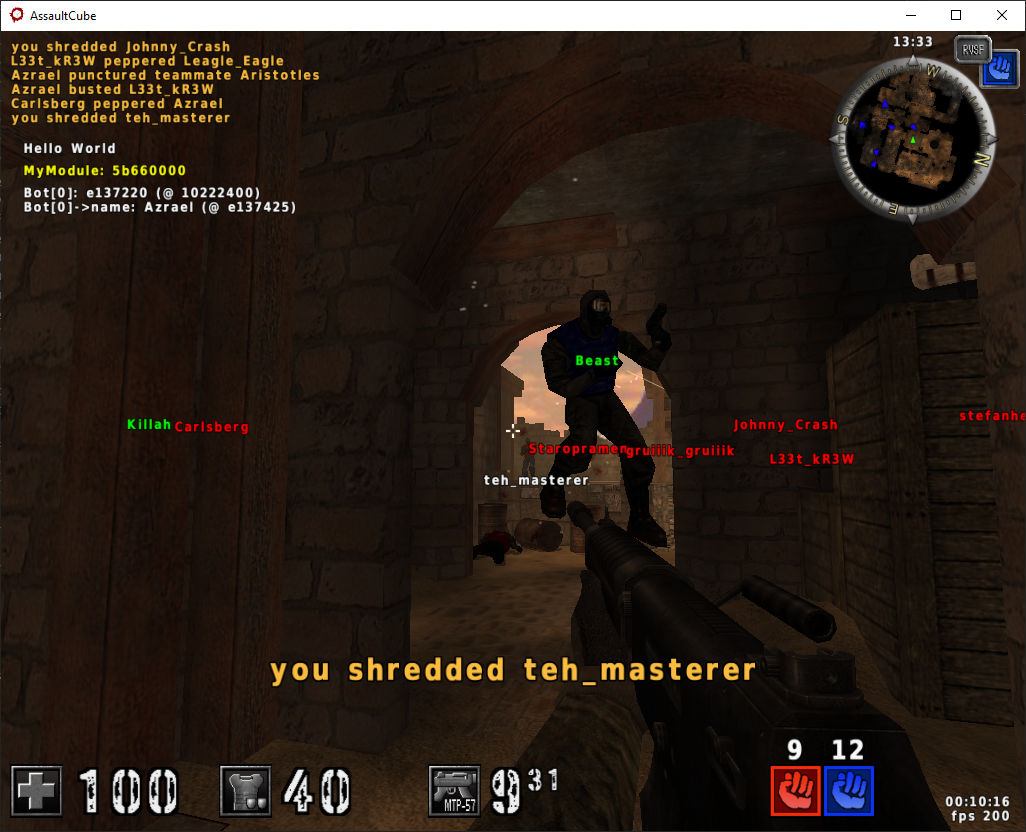 AssaultCube
you shredded Johnny_Crash
L33t_kR3W peppered Leagle_Eagle
Azrael punctured teammate Aristotles
Azrael busted L33t_kR3W
Carlsberg peppered Azrael
you shredded teh_masterer
13:33
RVSF
W
S
N
E
Hello World
MyModule: 5b660000
Bot[0]: e137220 (@ 10222400)
Bot[0]->name: Azrael (@ e137425)
Beast
Killah
Carlsberg
Johnny_Crash
stefanhe
Staropramen
gruiiik_gruiiik
L33t_kR3W
teh_masterer
you shredded teh_masterer
9 12
100
40
MTP-57
9 31
00:10:16
fps 200